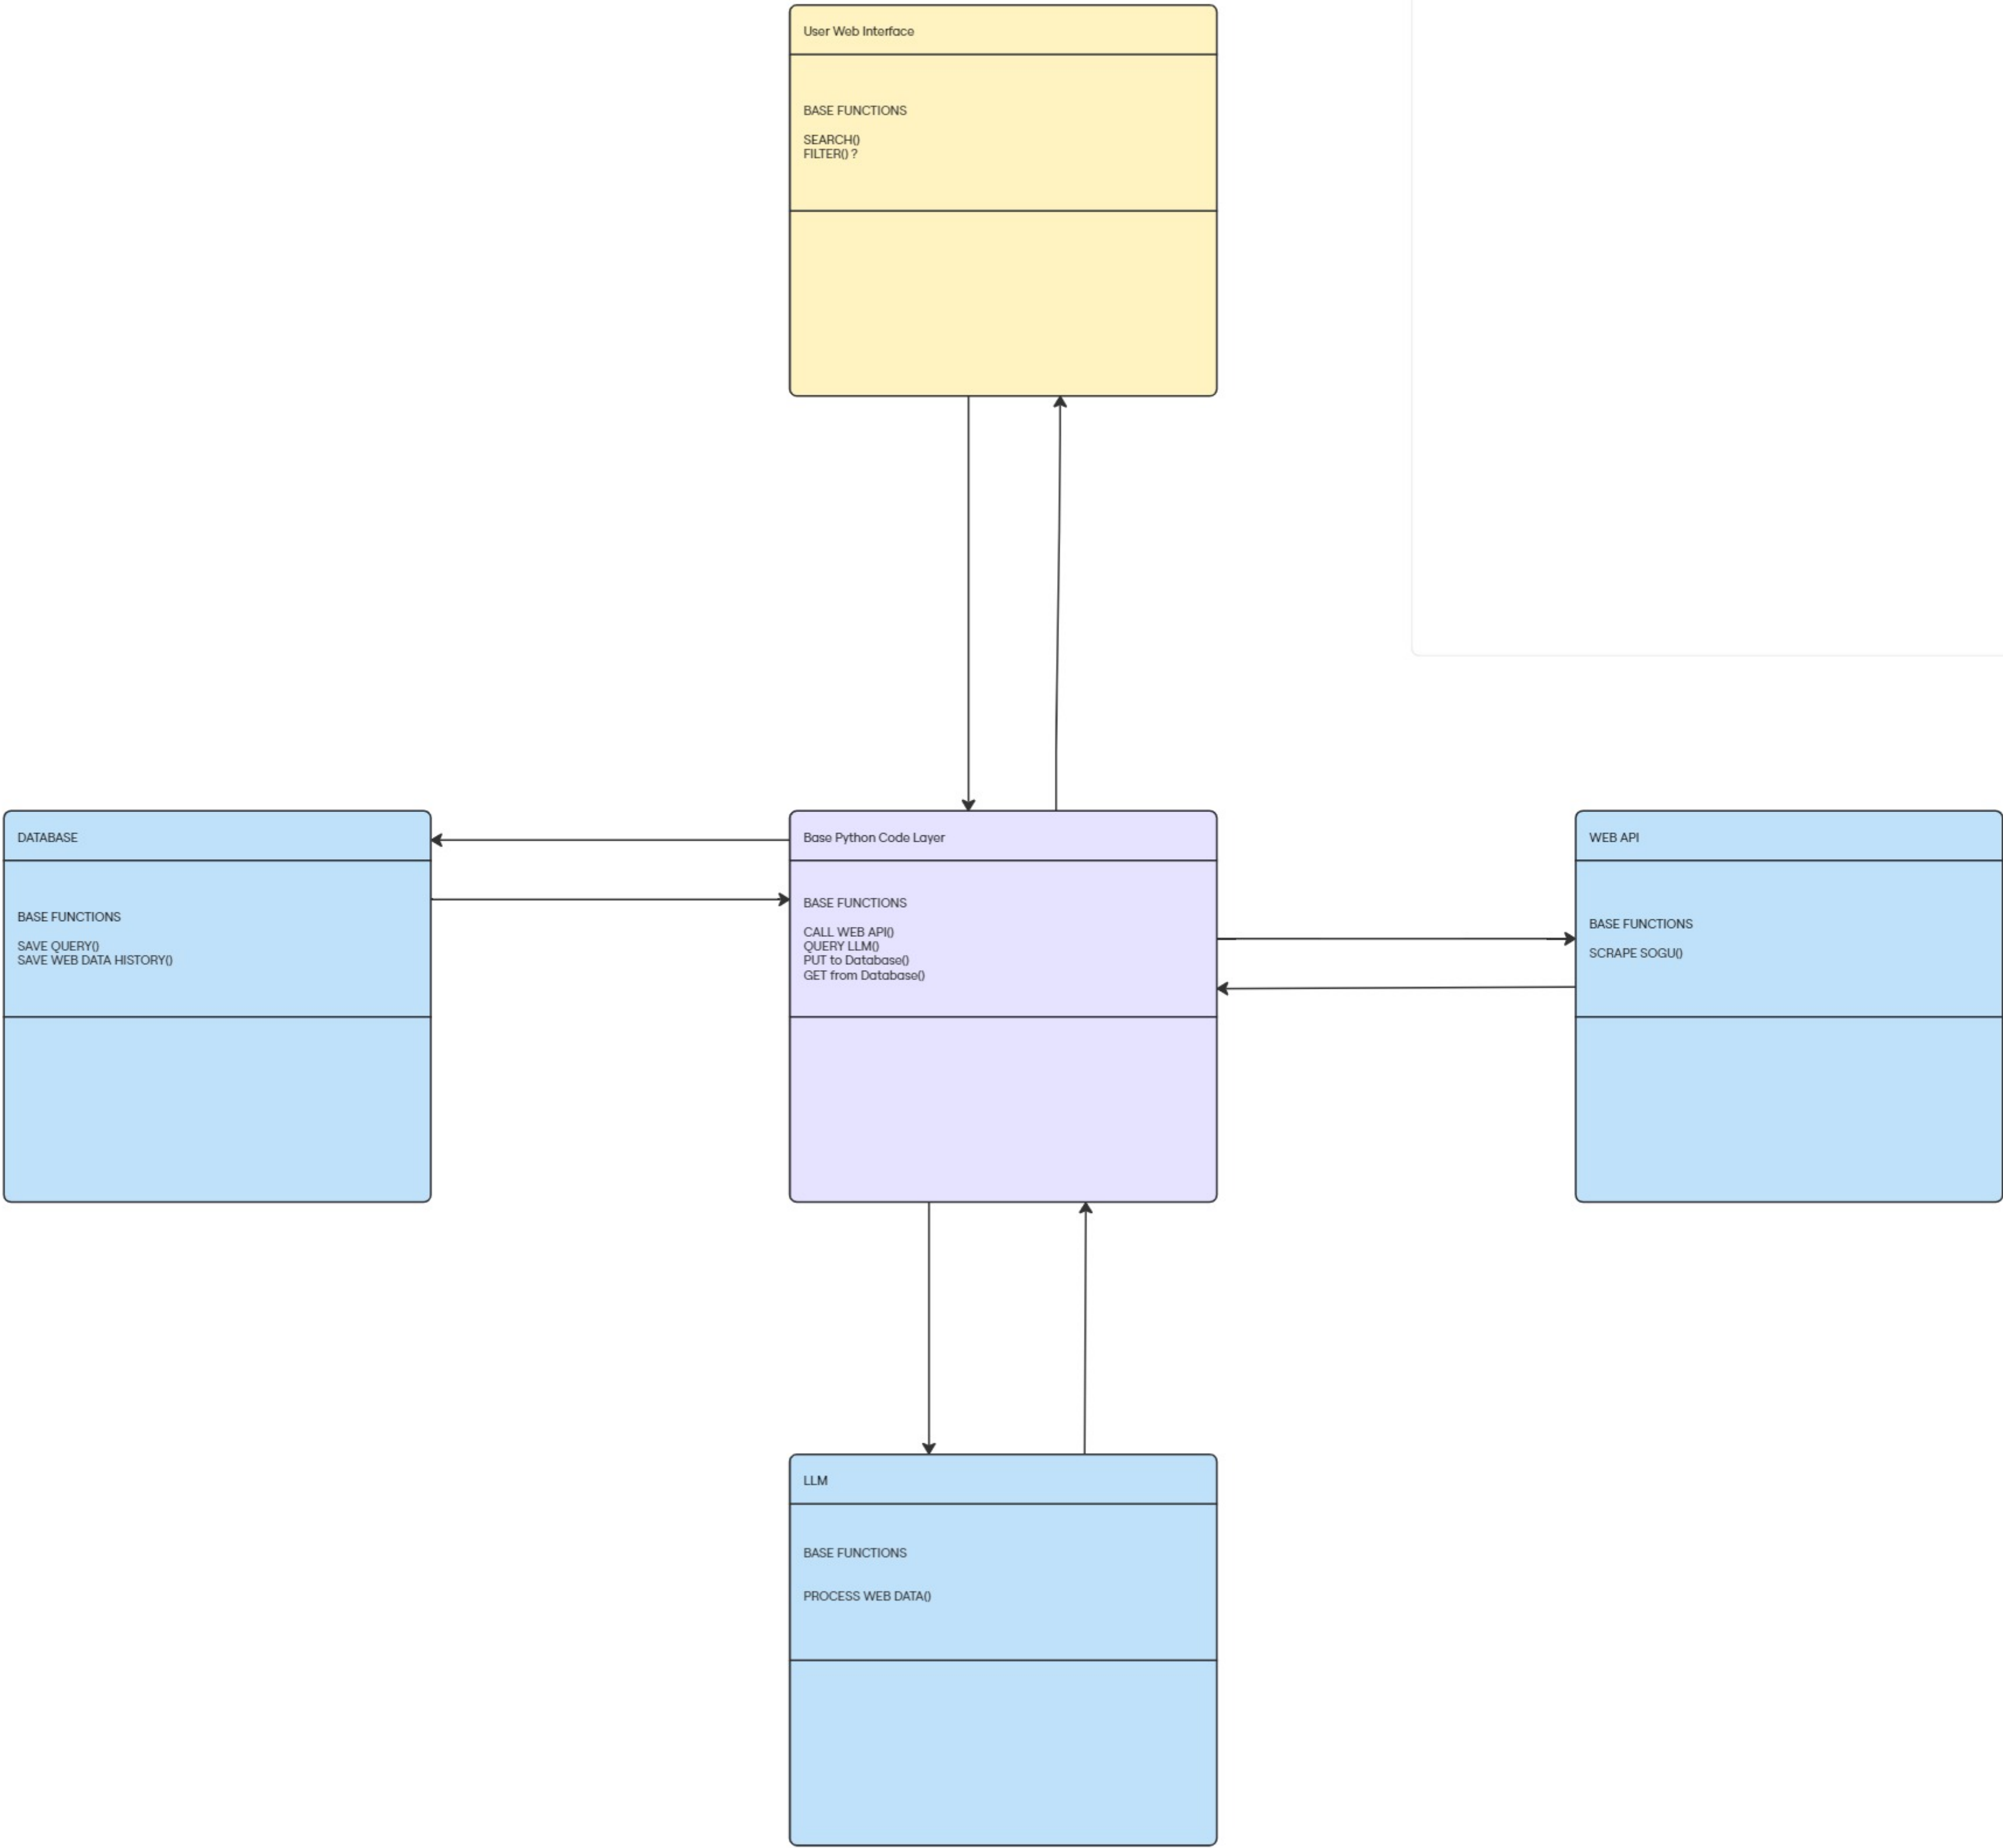 User Web Interface
BASE FUNCTIONS
SEARCH()
FILTER() ?
DATABASE
BASE FUNCTIONS
SAVE QUERY()
SAVE WEB DATA HISTORY()
Base Python Code Layer
BASE FUNCTIONS
CALL WEB API()
QUERY LLM()
PUT to Database()
GET from Database()
WEB API
BASE FUNCTIONS
SCRAPE SOGU()
LLM
BASE FUNCTIONS
PROCESS WEB DATA()